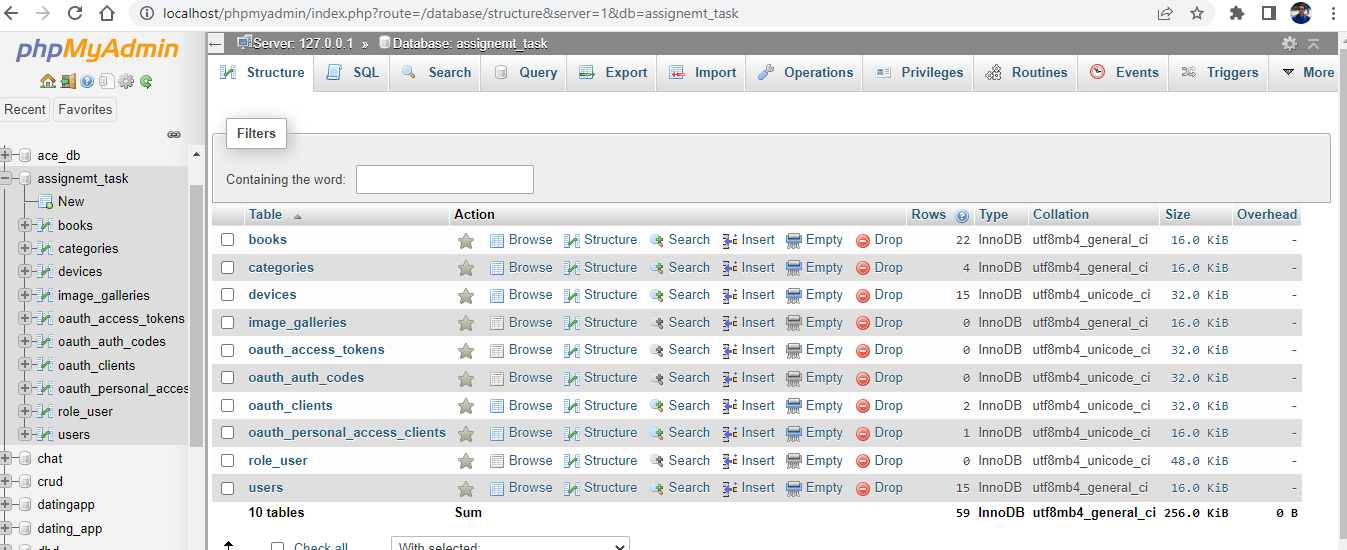 localhost/phpmyadmin/index.php?route=/database/structure&server=1&db=assignemt_task
phpMyAdmin
Recent Favorites
ace_db
assignemt_task
New
books
categories
devices
image_galleries
oauth_access_tokens
oauth_auth_codes
oauth_clients
oauth_personal_acces
role_user
users
chat
crud
datingapp
dating_app
Server: 127.0.0.1 » Database: assignemt_task
Structure SQL Search Query Export Import Operations Privileges Routines Events Triggers More
Filters
Containing the word:
Table Action Rows Type Collation Size Overhead
books Browse Structure Search Insert Empty Drop 22 InnoDB utf8mb4_general_ci 16.0 KiB -
categories Browse Structure Search Insert Empty Drop 4 InnoDB utf8mb4_general_ci 16.0 KiB -
devices Browse Structure Search Insert Empty Drop 15 InnoDB utf8mb4_unicode_ci 32.0 KiB -
image_galleries Browse Structure Search Insert Empty Drop 0 InnoDB utf8mb4_general_ci 16.0 KiB -
oauth_access_tokens Browse Structure Search Insert Empty Drop 0 InnoDB utf8mb4_unicode_ci 32.0 KiB -
oauth_auth_codes Browse Structure Search Insert Empty Drop 0 InnoDB utf8mb4_unicode_ci 32.0 KiB -
oauth_clients Browse Structure Search Insert Empty Drop 2 InnoDB utf8mb4_unicode_ci 32.0 KiB -
oauth_personal_access_clients Browse Structure Search Insert Empty Drop 1 InnoDB utf8mb4_unicode_ci 16.0 KiB -
role_user Browse Structure Search Insert Empty Drop 0 InnoDB utf8mb4_unicode_ci 48.0 KiB -
users Browse Structure Search Insert Empty Drop 15 InnoDB utf8mb4_general_ci 16.0 KiB -
10 tables Sum 59 InnoDB utf8mb4_general_ci 256.0 KiB 0 B
Check all With selected: